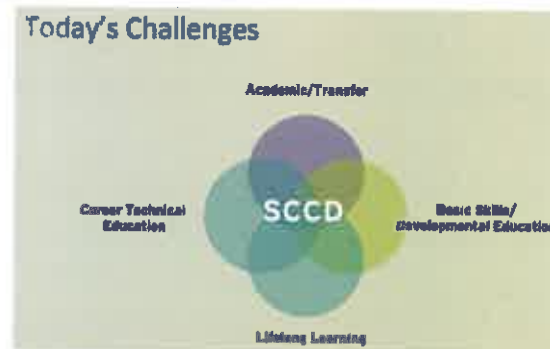 Today's Challenges
Academic/Transfer
Career Technical
Education
SCCD
Basic Skills/
Developmental Education
Lifelong Learning